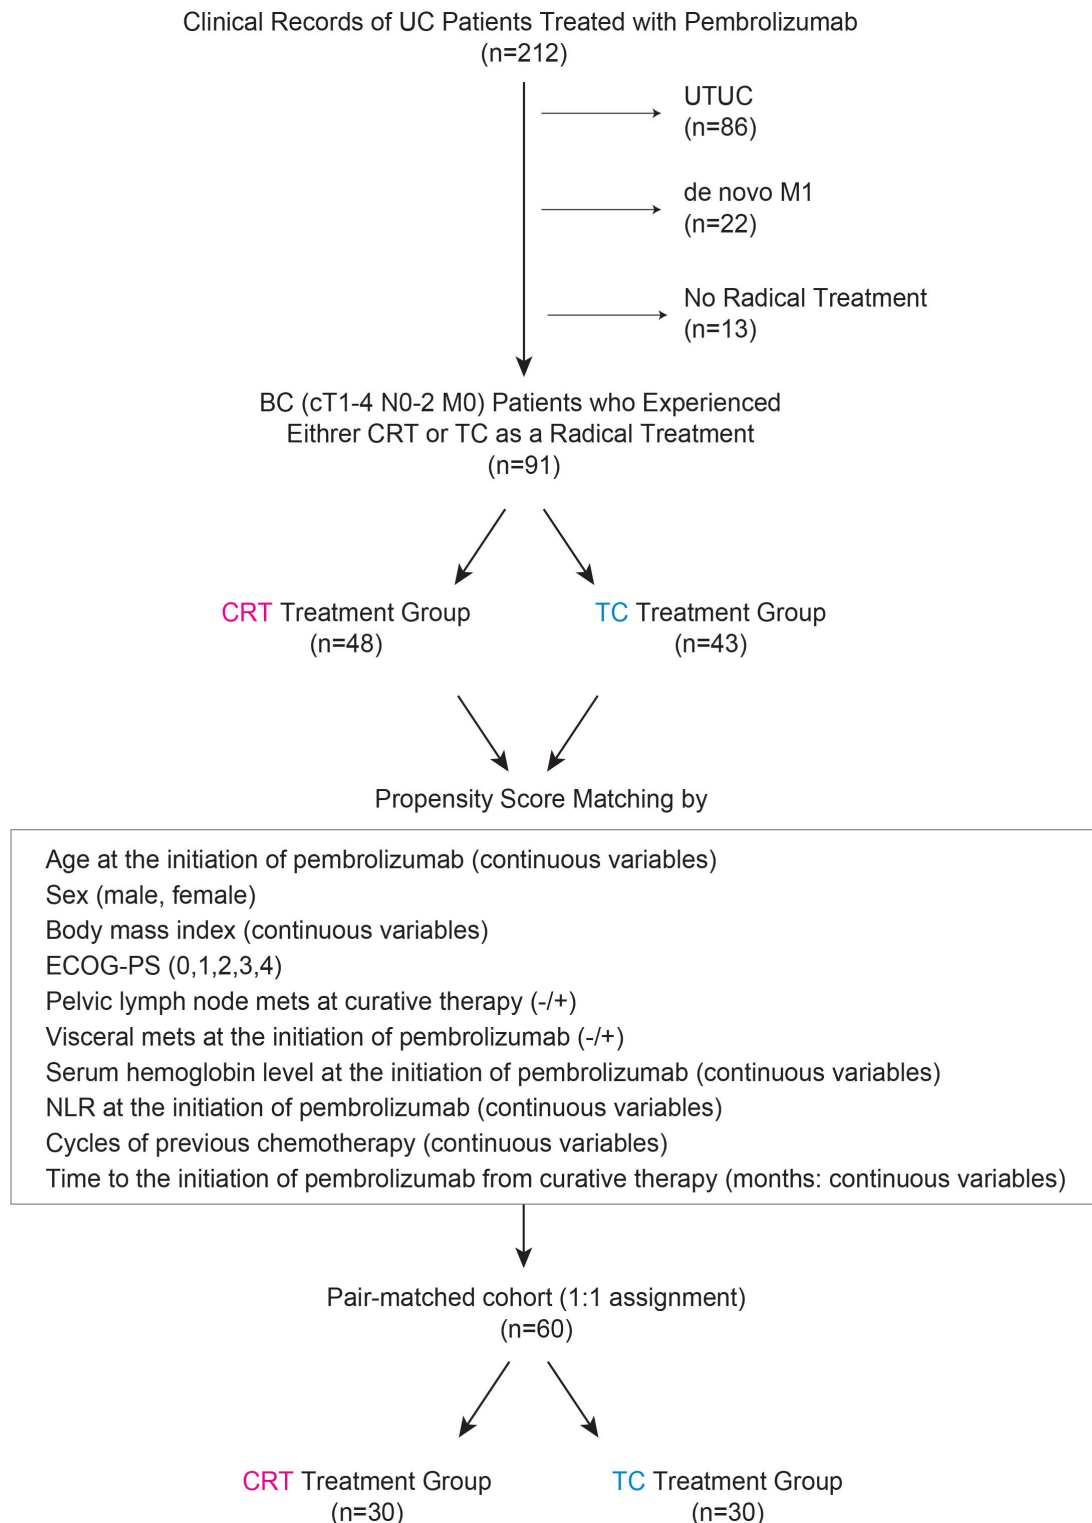 Clinical Records of UC Patients Treated with Pembrolizumab
(n=212)
UTUC
(n=86)
de novo M1
(n=22)
No Radical Treatment
(n=13)
BC (cT1-4 N0-2 M0) Patients who Experienced
Eithrer CRT or TC as a Radical Treatment
(n=91)
CRT Treatment Group
(n=48)
TC Treatment Group
(n=43)
Propensity Score Matching by
Age at the initiation of pembrolizumab (continuous variables)
Sex (male, female)
Body mass index (continuous variables)
ECOG-PS (0,1,2,3,4)
Pelvic lymph node mets at curative therapy (-/+)
Visceral mets at the initiation of pembrolizumab (-/+)
Serum hemoglobin level at the initiation of pembrolizumab (continuous variables)
NLR at the initiation of pembrolizumab (continuous variables)
Cycles of previous chemotherapy (continuous variables)
Time to the initiation of pembrolizumab from curative therapy (months: continuous variables)
Pair-matched cohort (1:1 assignment)
(n=60)
CRT Treatment Group
(n=30)
TC Treatment Group
(n=30)